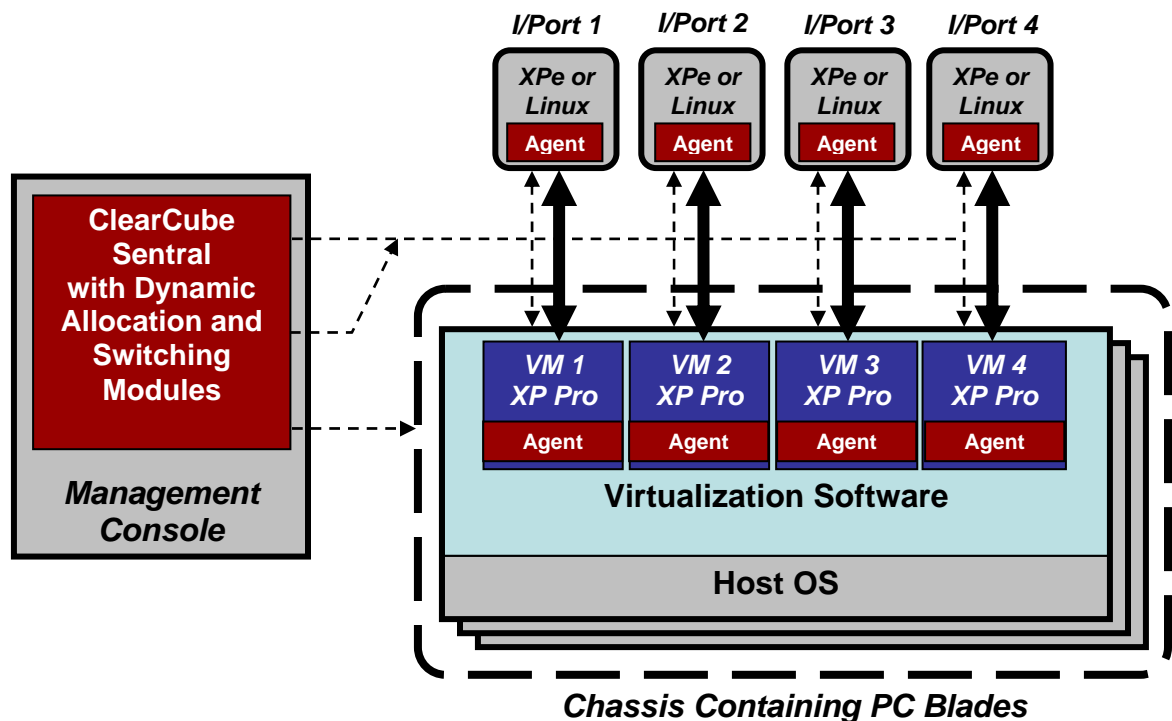 I/Port 1
I/Port 2
I/Port 3
I/Port 4
XPe or
Linux
Agent
XPe or
Linux
Agent
XPe or
Linux
Agent
XPe or
Linux
Agent
ClearCube
Sentral
with Dynamic
Allocation and
Switching
Modules
Management
Console
VM 1
XP Pro
Agent
VM 2
XP Pro
Agent
VM 3
XP Pro
Agent
VM 4
XP Pro
Agent
Virtualization Software
Host OS
Chassis Containing PC Blades